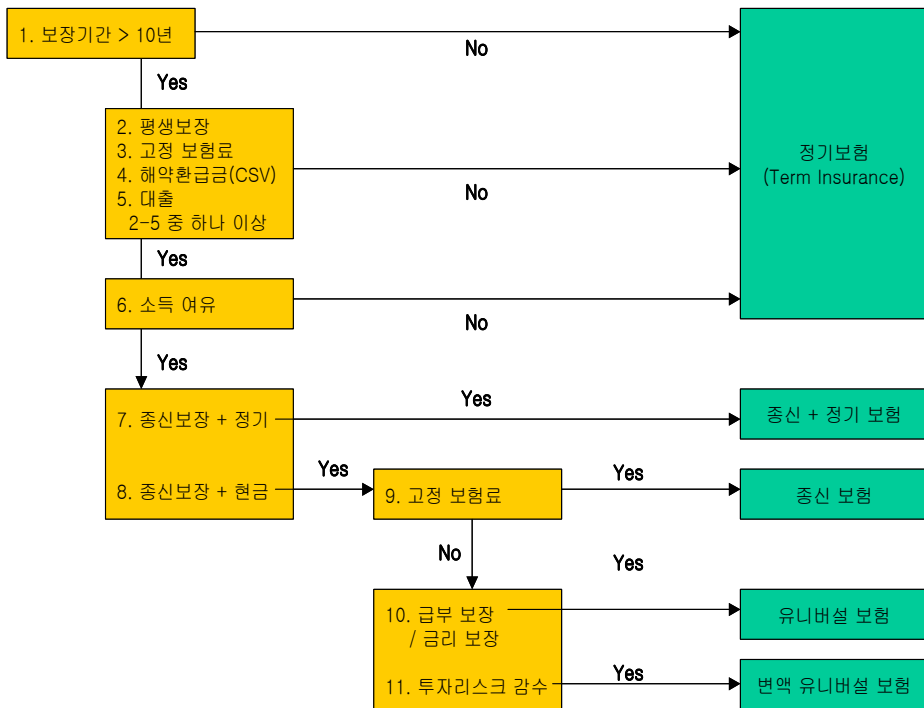 1. 보장기간 > 10년
No
Yes
2. 평생보장
3. 고정 보험료
4. 해약환급금(CSV)
5. 대출
2-5 중 하나 이상
No
정기보험
(Term Insurance)
Yes
6. 소득 여유
No
Yes
7. 종신보장 + 정기
Yes
종신 + 정기 보험
8. 종신보장 + 현금
Yes
9. 고정 보험료
Yes
종신 보험
No
Yes
10. 급부 보장
/ 금리 보장
유니버설 보험
11. 투자리스크 감수
Yes
변액 유니버설 보험